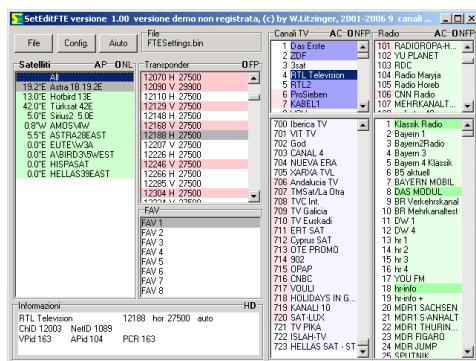 SetEditFTE versione 1.00 versione demo non registrata, (c) by W.Litzinger, 2001-2006 9 canali ...
File
Config.
Aiuto
File
FTESettings.bin
Satelliti AP ONL
All
19.2°E Astra 1B 19.2E
13.0°E Hotbird 13E
42.0°E Türksat 42E
5.0°E Sirius2 5.0E
0.8°W AMOS\4W
5.5°E ASTRA28EAST
0.0°E EUTE\W3A
0.0°E A\BIRD3\5WEST
0.0°E HISPASAT
0.0°E HELLAS39EAST
Transponder OFP
12070 H 27500
12090 V 29900
12110 H 27500
12129 V 27500
12148 H 27500
12168 V 27500
12188 H 27500
12207 V 27500
12226 H 27500
12246 V 27500
12266 H 27500
12285 V 27500
12304 H 27500
12324 V 27500
FAV
FAV 1
FAV 2
FAV 3
FAV 4
FAV 5
FAV 6
FAV 7
FAV 8
Informazioni HD
RTL Television 12188 hor 27500 auto
ChID 12003 NetID 1089
VPid 163 APid 104 PCR 163
Canali TV AC ONFP
1 Das Erste
2 ZDF
3 3sat
4 RTL Television
5 RTL2
6 ProSieben
7 KABEL1
700 Iberica TV
701 VIT TV
702 God
703 CANAL 4
704 NUEVA ERA
705 XARXA TVL
706 Andalucia TV
707 TMSat/La Otra
708 TVC Int.
709 TV Galicia
710 TV Euskadi
711 ERT SAT
712 Cyprus SAT
713 OTE PROMO
714 902
715 OPAP
716 CNBC
717 VOULI
718 HOLIDAYS IN G...
719 KANALI 10
720 SAT-LUX
721 TV PIKA
722 ISLAH-TV
723 HELLAS SAT - ST
Radio AC ONFP
101 RADIOROPA-H...
102 YU PLANET
103 RDC
104 Radio Maryja
105 Radio Horeb
106 CNN Radio
107 MEHRKANALT...
1 Klassik Radio
2 Bayern 1
3 Bayern2Radio
4 Bayern 3
5 Bayern 4 Klassik
6 B5 aktuell
7 BAYERN MOBIL
8 DAS MODUL
9 BR Verkehrskanal
10 BR Mehrkanaltest
11 DW 1
12 DW 4
13 hr 1
14 hr 2
15 hr 3
16 hr 4
17 YOU FM
18 hr-info
19 hr-info +
20 MDR1 SACHSEN
21 MDR1 S-ANHALT
22 MDR1 THURIN...
23 MDR FIGARO
24 MDR JUMP
25 SPUTNIK